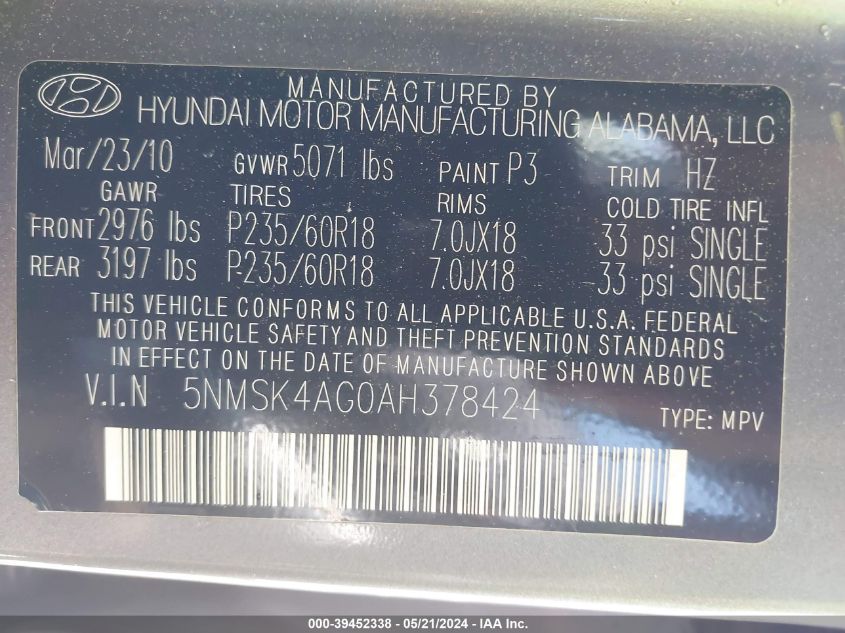 MANUFACTURED BY
HYUNDAI MOTOR MANUFACTURING ALABAMA, LLC
Mar/23/10 GVWR 5071 lbs PAINT P3 TRIM HZ
GAWR TIRES RIMS COLD TIRE INFL
FRONT 2976 lbs P235/60R18 7.0JX18 33 psi SINGLE
REAR 3197 lbs P235/60R18 7.0JX18 33 psi SINGLE
THIS VEHICLE CONFORMS TO ALL APPLICABLE U.S.A. FEDERAL
MOTOR VEHICLE SAFETY AND THEFT PREVENTION STANDARDS
IN EFFECT ON THE DATE OF MANUFACTURE SHOWN ABOVE
V.I.N 5NMSK4AG0AH378424 TYPE: MPV
000-39452338 - 05/21/2024 - IAA Inc.